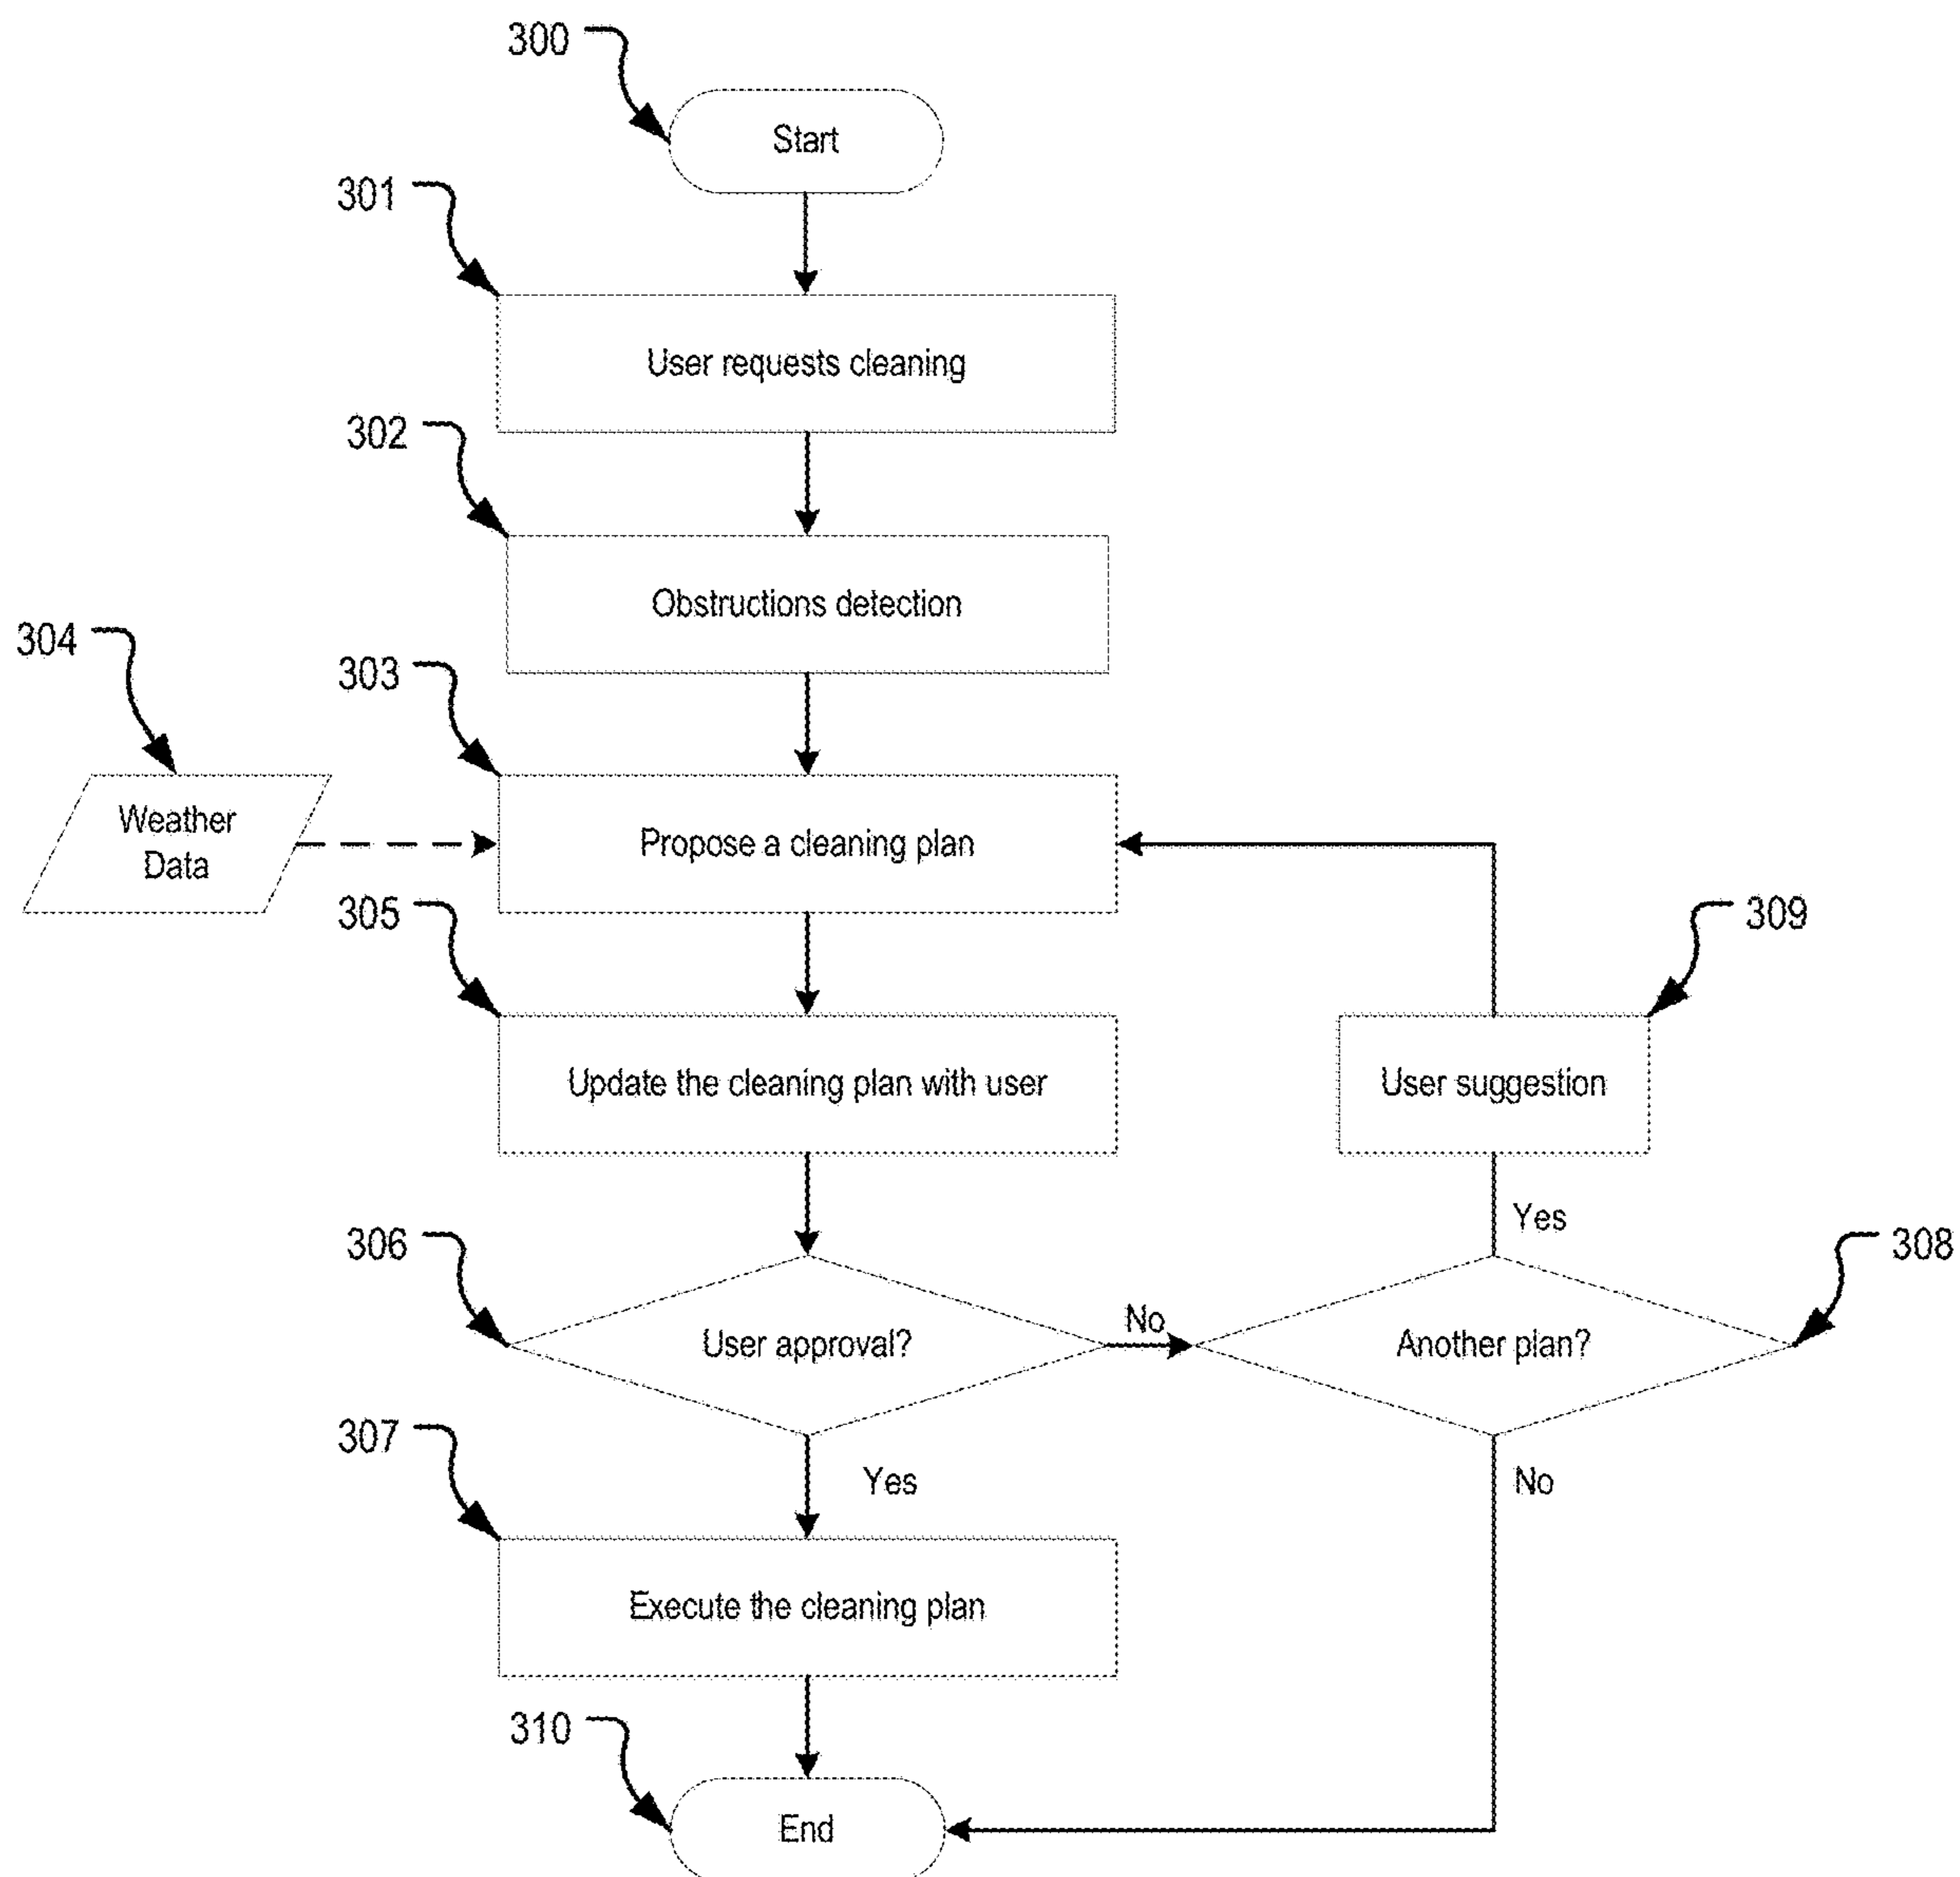 300
Start
301
User requests cleaning
302
Obstructions detection
304
303
Weather
Data
Propose a cleaning plan
305
309
Update the cleaning plan with user
User suggestion
Yes
306
308
User approval?
No
Another plan?
307
Yes
No
Execute the cleaning plan
310
End